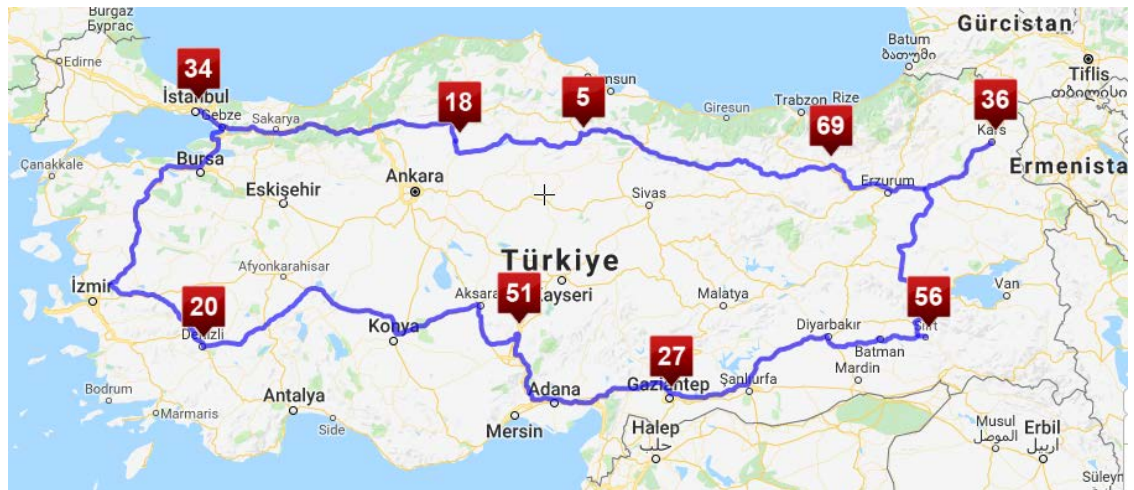 Burgaz
Бургас
Gürcistan
Batum
ბათუმი
Edirne
34
Tiflis
თბილისი
İstanbul
Gebze
Sakarya
18
5
msun
Giresun
Trabzon
Rize
69
36
Kars
Ermenista
Çanakkale
Bursa
Eskişehir
Ankara
Sivas
Erzurum
Türkiye
İzmir
Afyonkarahisar
20
Denizli
Aksara
51
Kayseri
Malatya
56
Van
Siirt
Konya
27
Diyarbakır
Batman
Mardin
Bodrum
Marmaris
Antalya
Side
Mersin
Adana
Gaziantep
Şanlıurfa
Halep
حلب
Musul
الموصل
Erbil
اربيل
Süley